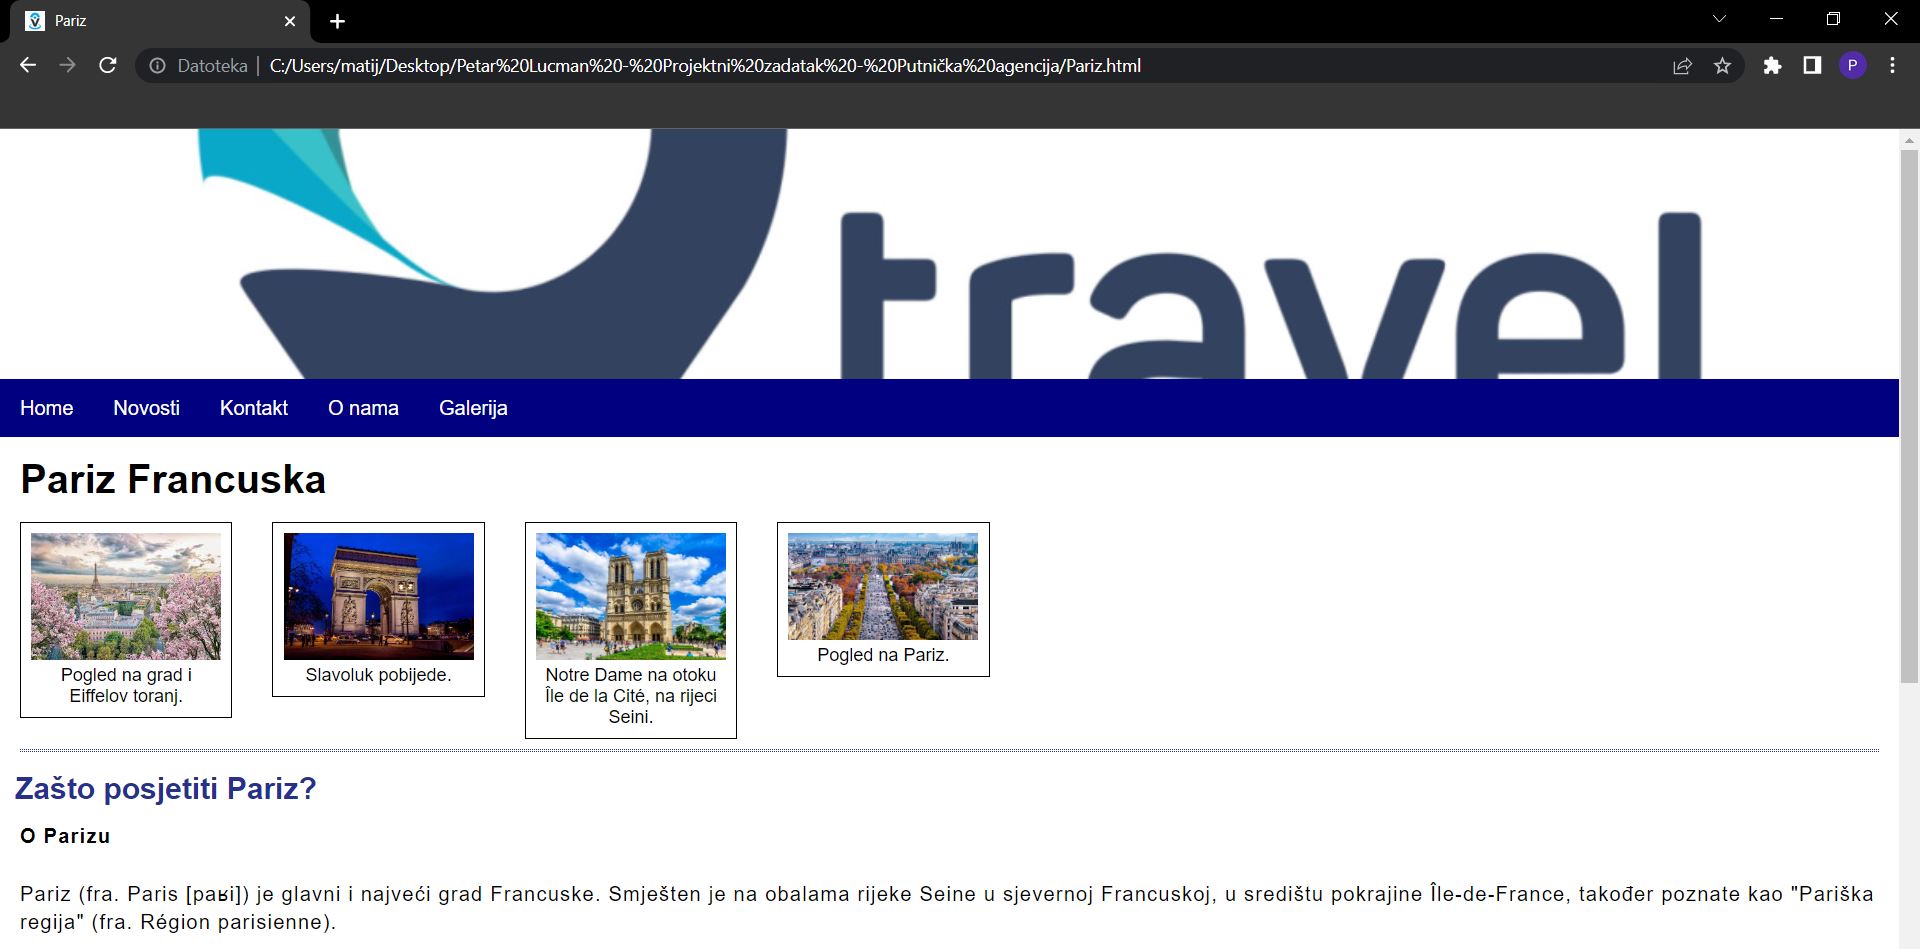 Pariz
Datoteka | C:/Users/matij/Desktop/Petar%20Lucman%20-%20Projektni%20zadatak%20-%20Putnička%20agencija/Pariz.html
P
travel
Home Novosti Kontakt O nama Galerija
Pariz Francuska
Pogled na grad i
Eiffelov toranj.
Slavoluk pobijede.
Notre Dame na otoku
Île de la Cité, na rijeci
Seini.
Pogled na Pariz.
Zašto posjetiti Pariz?
O Parizu
Pariz (fra. Paris [paʁi]) je glavni i najveći grad Francuske. Smješten je na obalama rijeke Seine u sjevernoj Francuskoj, u središtu pokrajine Île-de-France, također poznate kao "Pariška
regija" (fra. Région parisienne).